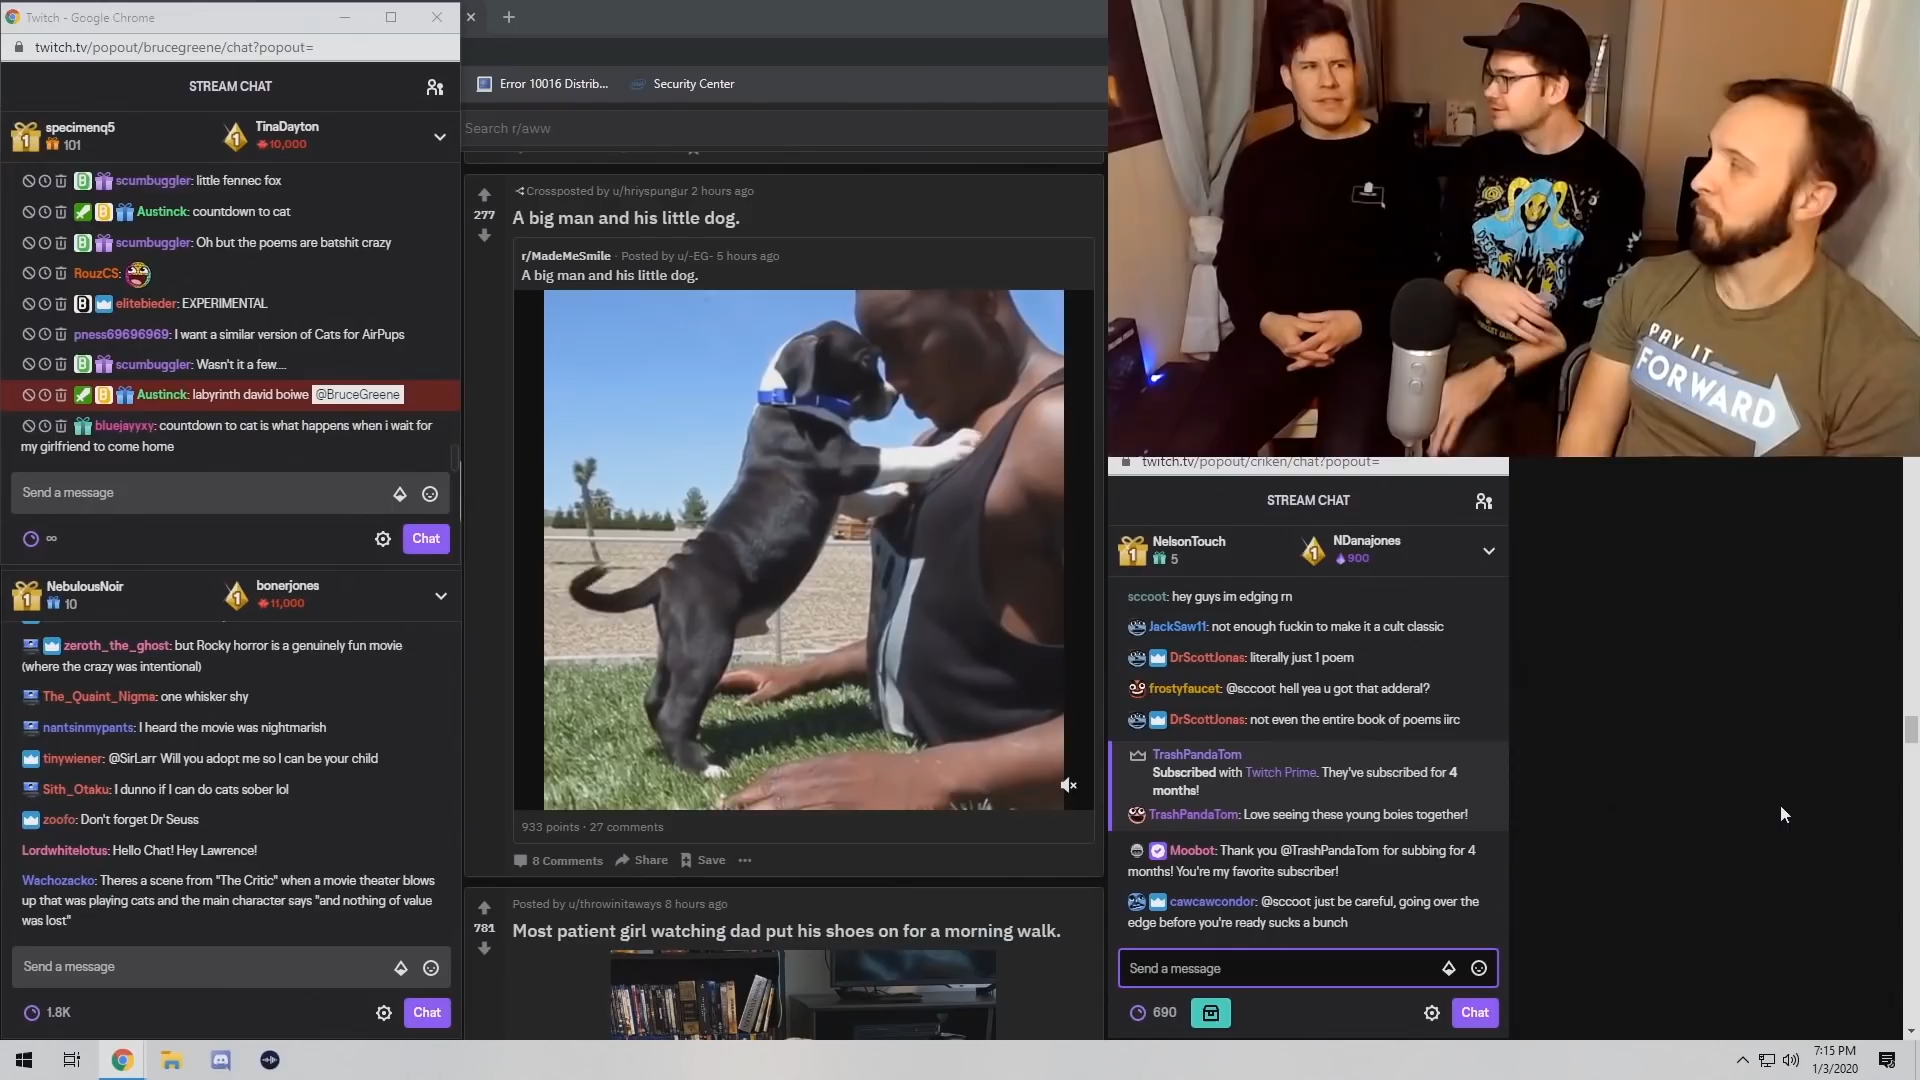 Twitch - Google Chrome
twitch.tv/popout/brucegreene/chat?popout=
STREAM CHAT
specimenq5
101
TinaDayton
10,000
scumbuggler: little fennec fox
Austinck: countdown to cat
scumbuggler: Oh but the poems are batshit crazy
RouzCS:
elitebieder: EXPERIMENTAL
pness69696969: I want a similar version of Cats for AirPups
scumbuggler: Wasn't it a few....
Austinck: labyrinth david boiwe @BruceGreene
bluejayyxy: countdown to cat is what happens when i wait for
my girlfriend to come home
Send a message
∞
Chat
NebulousNoir
10
bonerjones
11,000
zeroth_the_ghost: but Rocky horror is a genuinely fun movie
(where the crazy was intentional)
The_Quaint_Nigma: one whisker shy
nantsinmypants: I heard the movie was nightmarish
tinywiener: @SirLarr Will you adopt me so I can be your child
Sith_Otaku: I dunno if I can do cats sober lol
zoofo: Don't forget Dr Seuss
Lordwhitelotus: Hello Chat! Hey Lawrence!
Wachozacko: Theres a scene from "The Critic" when a movie theater blows
up that was playing cats and the main character says "and nothing of value
was lost"
Send a message
1.8K
Chat
Error 10016 Distrib...
Security Center
Search r/aww
Crossposted by u/hriyspungur 2 hours ago
277
A big man and his little dog.
r/MadeMeSmile · Posted by u/-EG- 5 hours ago
A big man and his little dog.
933 points · 27 comments
8 Comments
Share
Save
Posted by u/throwinitaways 8 hours ago
781
Most patient girl watching dad put his shoes on for a morning walk.
PAY IT
FORWARD
twitch.tv/popout/criken/chat?popout=
STREAM CHAT
NelsonTouch
5
NDanajones
900
sccoot: hey guys im edging rn
JackSaw11: not enough fuckin to make it a cult classic
DrScottJonas: literally just 1 poem
frostyfaucet: @sccoot hell yea u got that adderal?
DrScottJonas: not even the entire book of poems iirc
TrashPandaTom
Subscribed with Twitch Prime. They've subscribed for 4
months!
TrashPandaTom: Love seeing these young boies together!
Moobot: Thank you @TrashPandaTom for subbing for 4
months! You're my favorite subscriber!
cawcawcondor: @sccoot just be careful, going over the
edge before you're ready sucks a bunch
Send a message
690
Chat
7:15 PM
1/3/2020